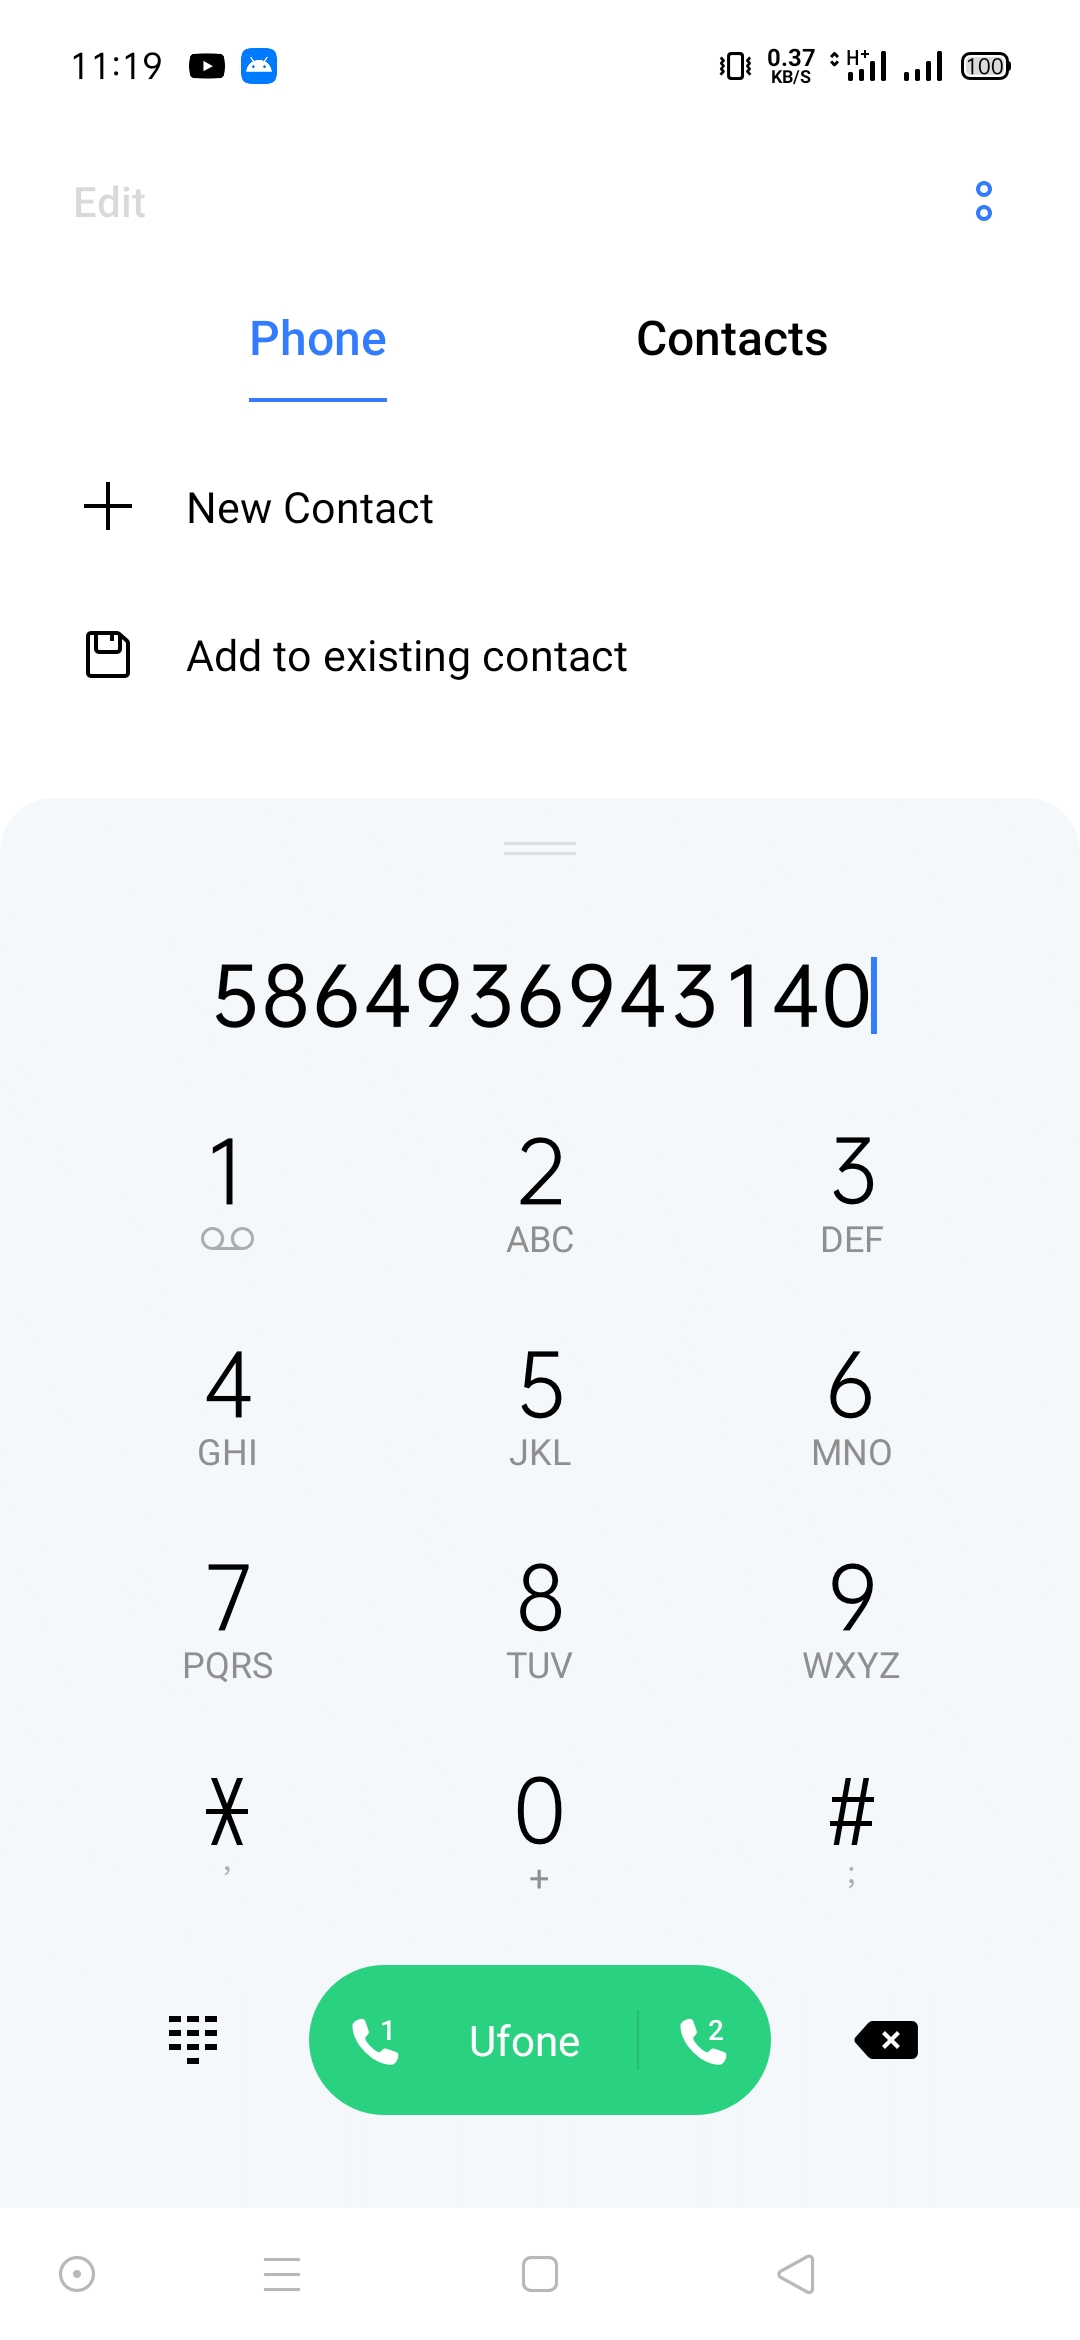 11:19 0.37 KB/S H+ 100
Edit
Phone Contacts
New Contact
Add to existing contact
5864936943140
1 2 3
ABC DEF
4 5 6
GHI JKL MNO
7 8 9
PQRS TUV WXYZ
* 0 #
, + ;
1 Ufone 2